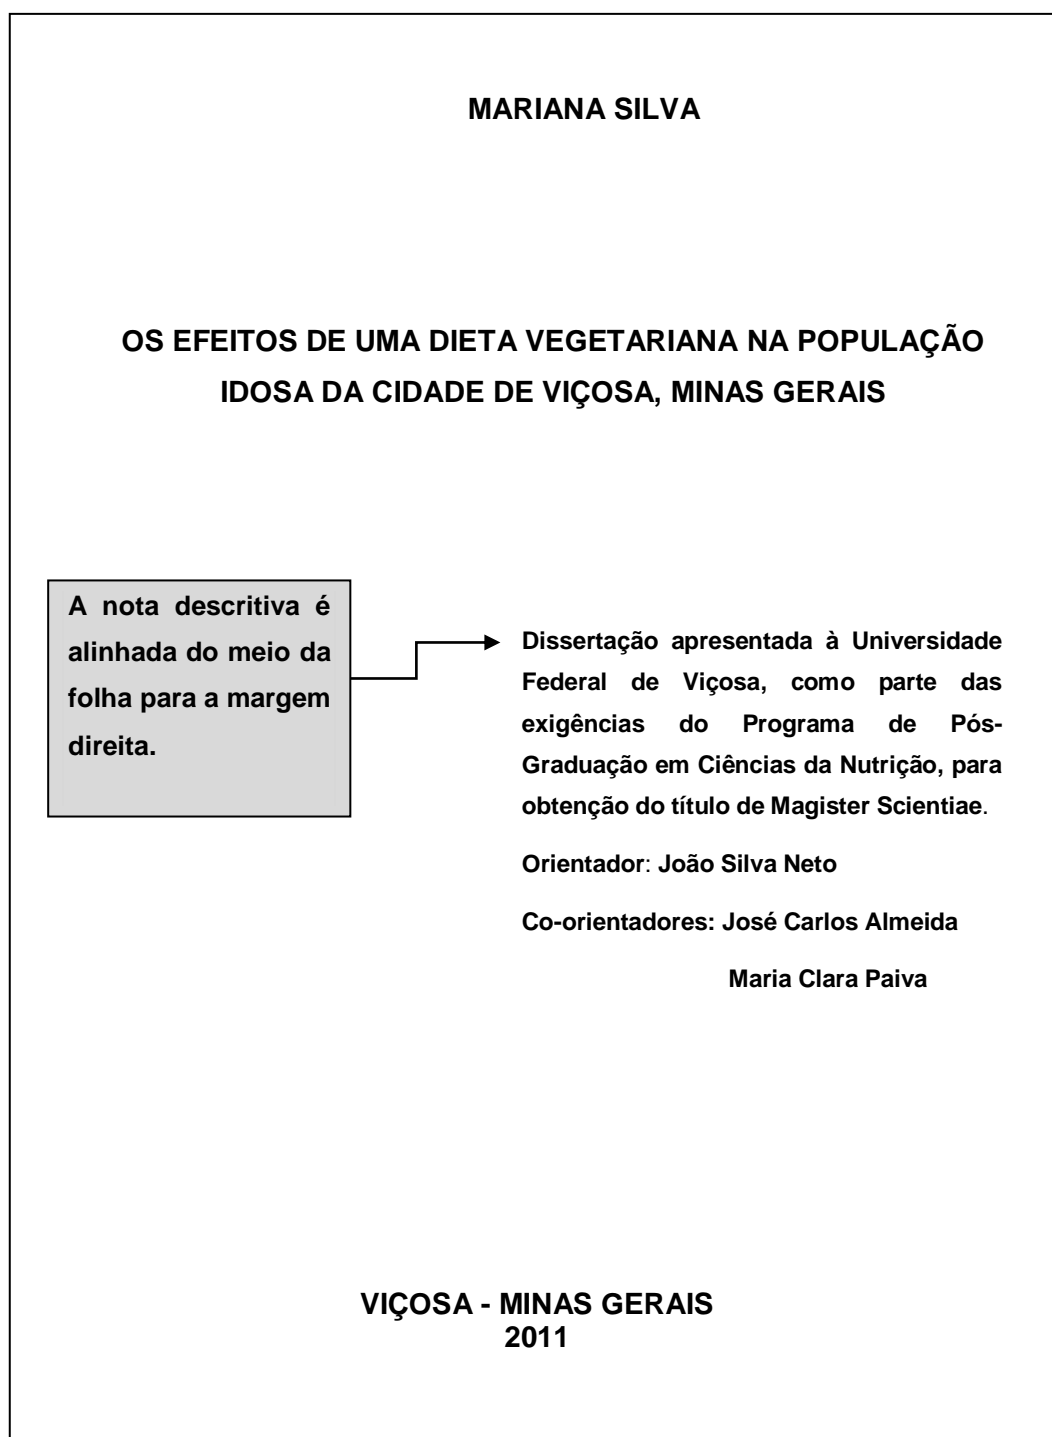 MARIANA SILVA
OS EFEITOS DE UMA DIETA VEGETARIANA NA POPULAÇÃO
IDOSA DA CIDADE DE VIÇOSA, MINAS GERAIS
A nota descritiva é
alinhada do meio da
folha para a margem
direita.
Dissertação apresentada à Universidade
Federal de Viçosa, como parte das
exigências do Programa de Pós-
Graduação em Ciências da Nutrição, para
obtenção do título de Magister Scientiae.
Orientador: João Silva Neto
Co-orientadores: José Carlos Almeida
Maria Clara Paiva
VIÇOSA - MINAS GERAIS
2011